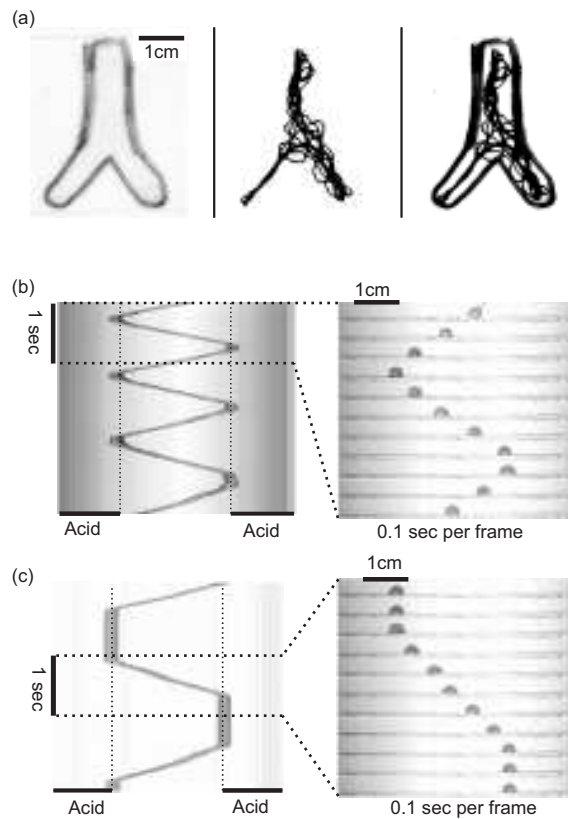 (a)
1cm
(b)
1cm
1 sec
Acid
Acid
0.1 sec per frame
(c)
1cm
1 sec
Acid
Acid
0.1 sec per frame